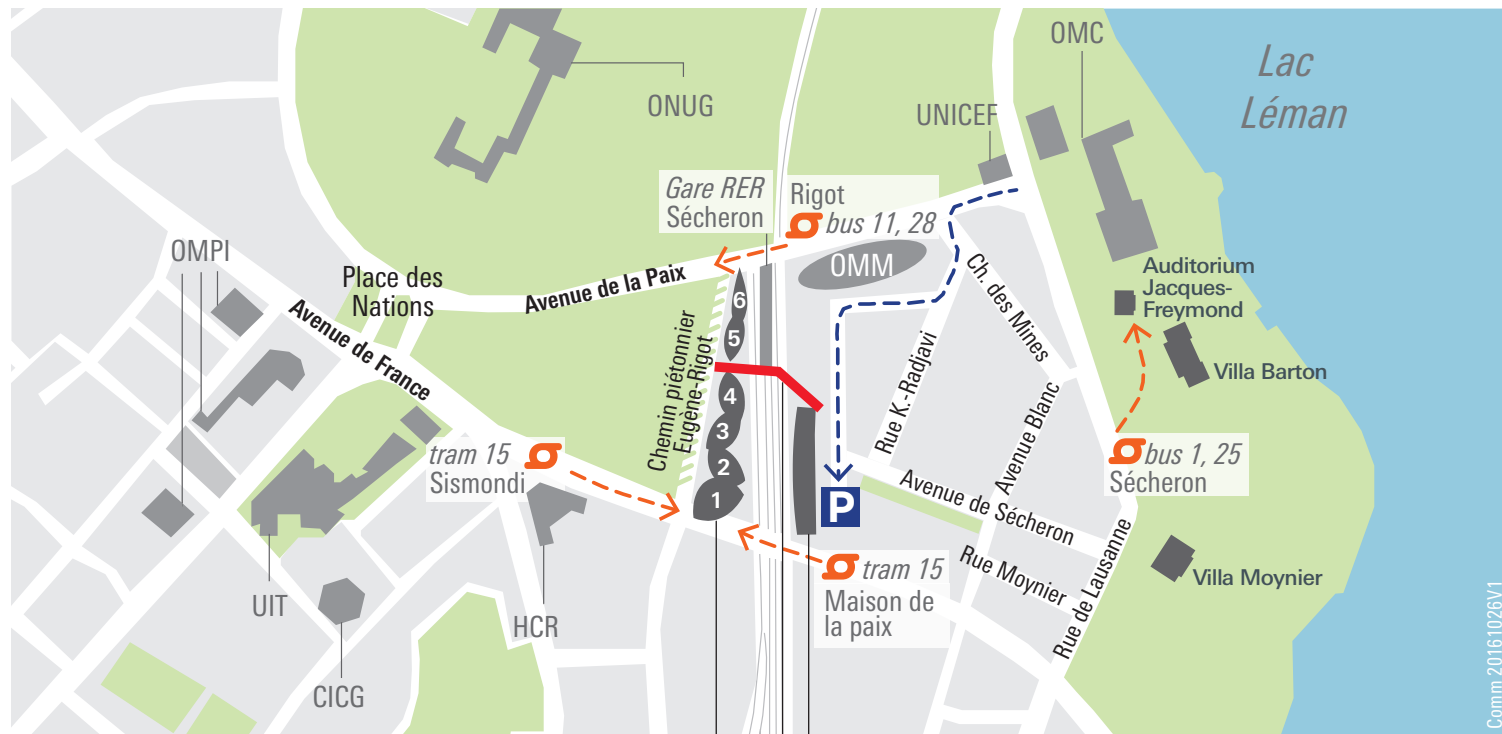 OMC
Lac
Léman
ONUG
UNICEF
Gare RER
Sécheron
Rigot
bus 11, 28
OMPI
Place des
Nations
Avenue de la Paix
OMM
Ch. des Mines
Auditorium
Jacques-
Freymond
Avenue de France
Chemin piétonnier
Eugène-Rigot
6
5
4
3
2
1
Rue K.-Radjavi
Villa Barton
Avenue Blanc
tram 15
Sismondi
bus 1, 25
Sécheron
P
Avenue de Sécheron
Rue Moynier
Rue de Lausanne
Villa Moynier
tram 15
Maison de
la paix
UIT
HCR
CICG
Comm 20161026V1